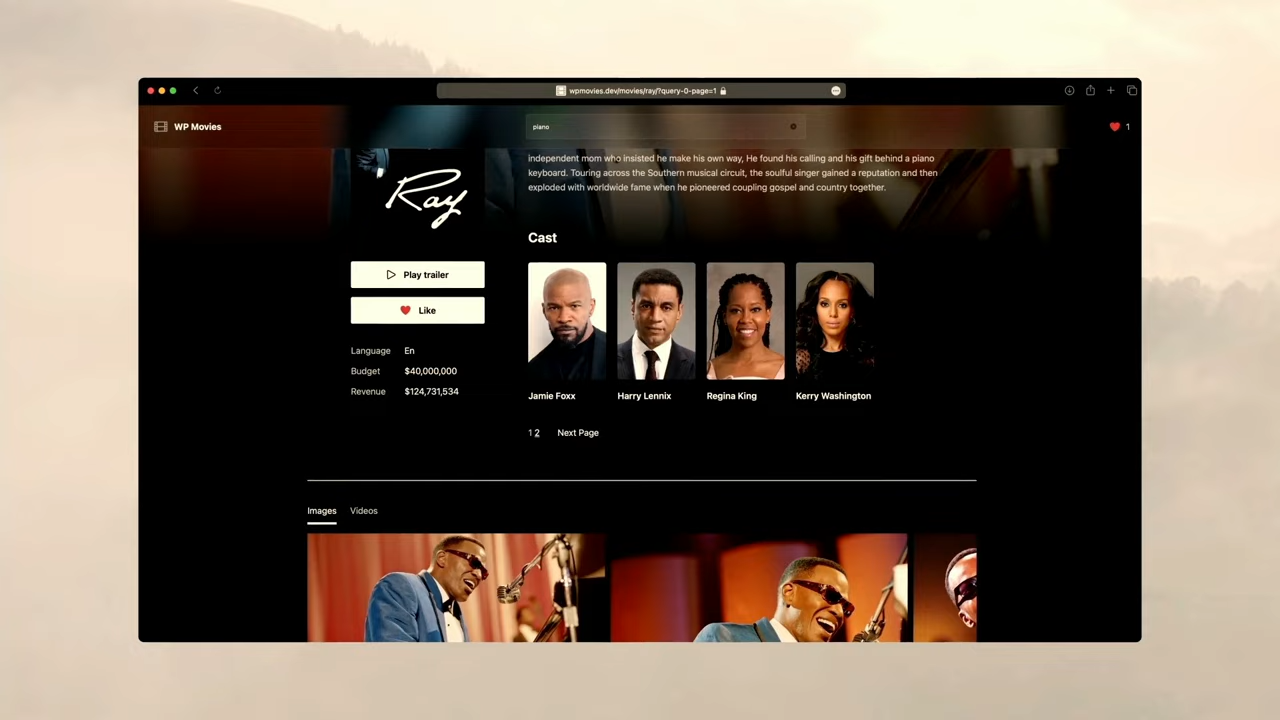 wpmovies.dev/movies/ray/?query-0-page=1
WP Movies
piano
1
independent mom who insisted he make his own way, He found his calling and his gift behind a piano
keyboard. Touring across the Southern musical circuit, the soulful singer gained a reputation and then
exploded with worldwide fame when he pioneered coupling gospel and country together.
Ray
Play trailer
Like
Language En
Budget $40,000,000
Revenue $124,731,534
Cast
Jamie Foxx
Harry Lennix
Regina King
Kerry Washington
1 2 Next Page
Images Videos